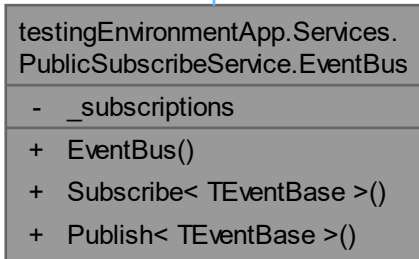 testingEnvironmentApp.Services.
PublicSubscribeService.EventBus
- _subscriptions
+ EventBus()
+ Subscribe< TEventBase >()
+ Publish< TEventBase >()